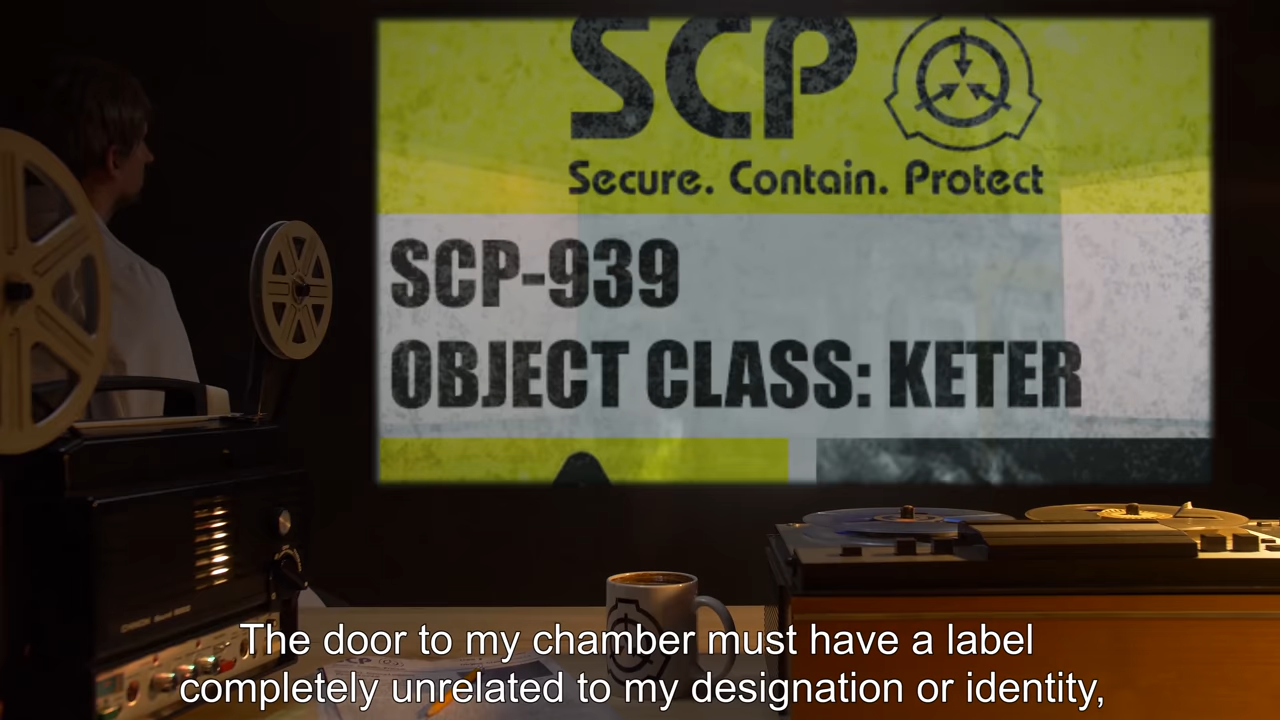 SCP
Secure. Contain. Protect
SCP-939
OBJECT CLASS: KETER
SCP
The door to my chamber must have a label
completely unrelated to my designation or identity,